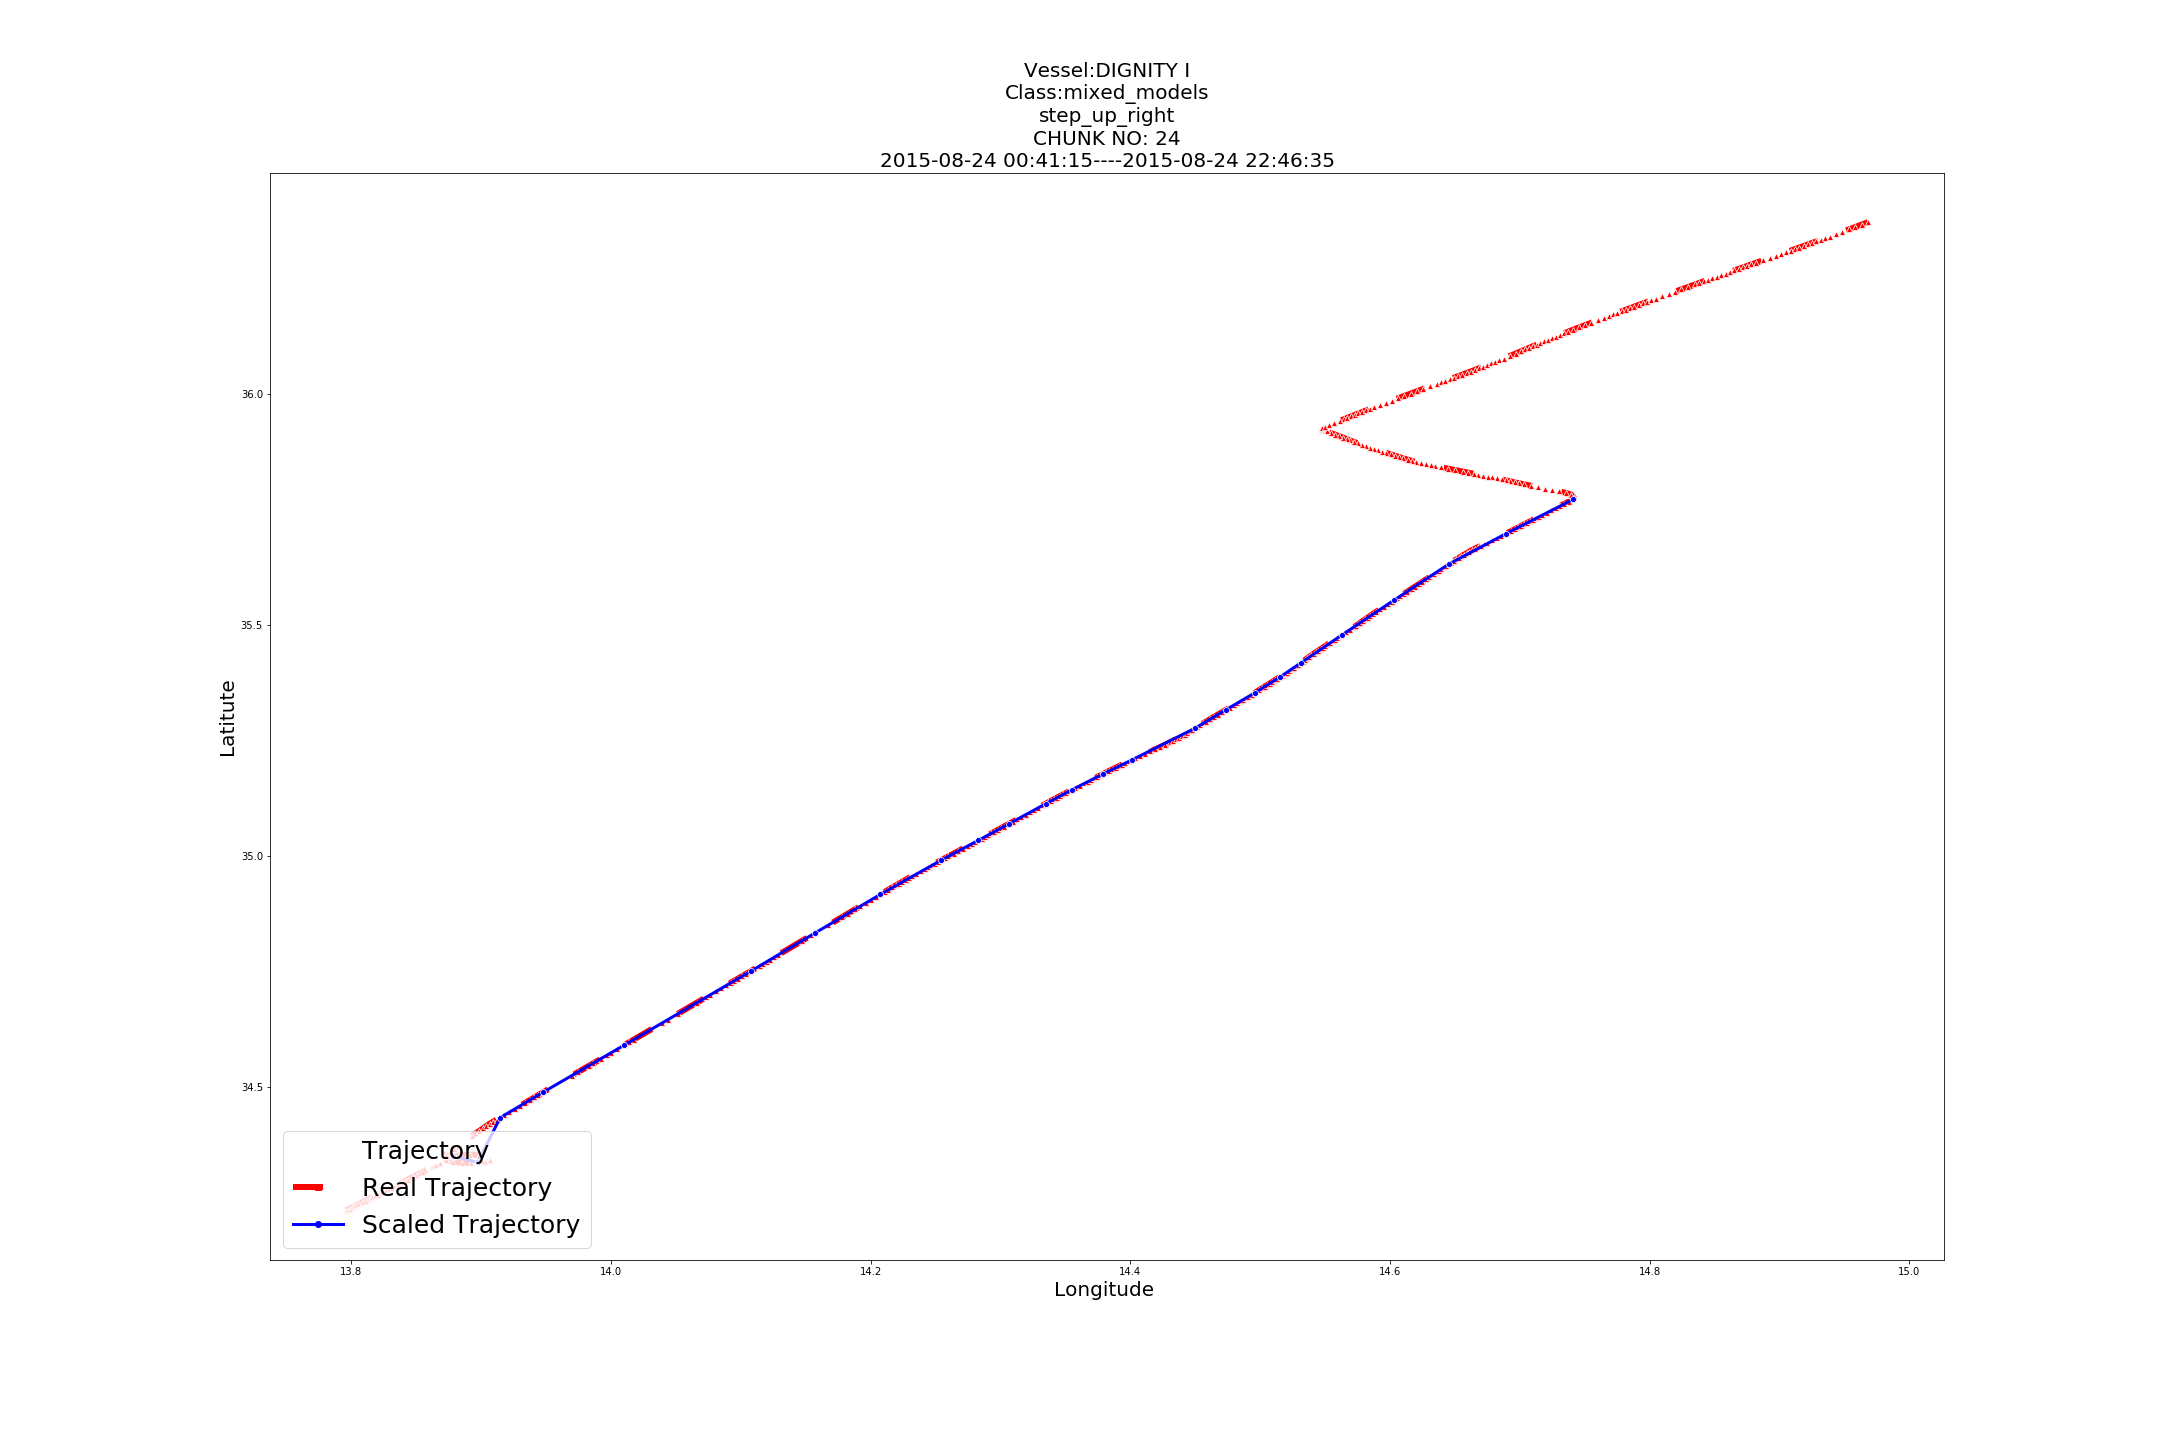 Vessel:DIGNITY I
Class:mixed_models
step_up_right
CHUNK NO: 24
2015-08-24 00:41:15----2015-08-24 22:46:35
Latitute
36.0
35.5
35.0
34.5
Trajectory
Real Trajectory
Scaled Trajectory
13.8 14.0 14.2 14.4 14.6 14.8 15.0
Longitude